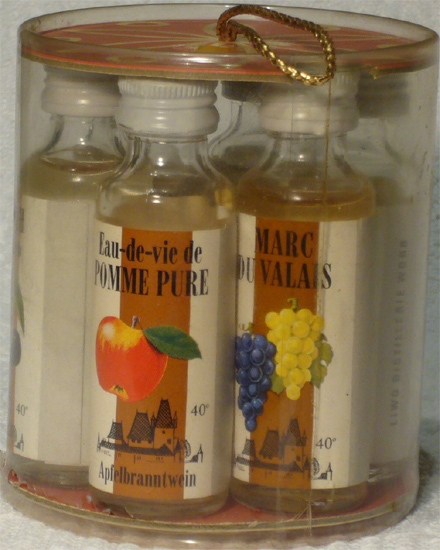 Eau-de-vie de
POMME PURE
40°
Apfelbranntwein
MARC
DU VALAIS
40°
40°